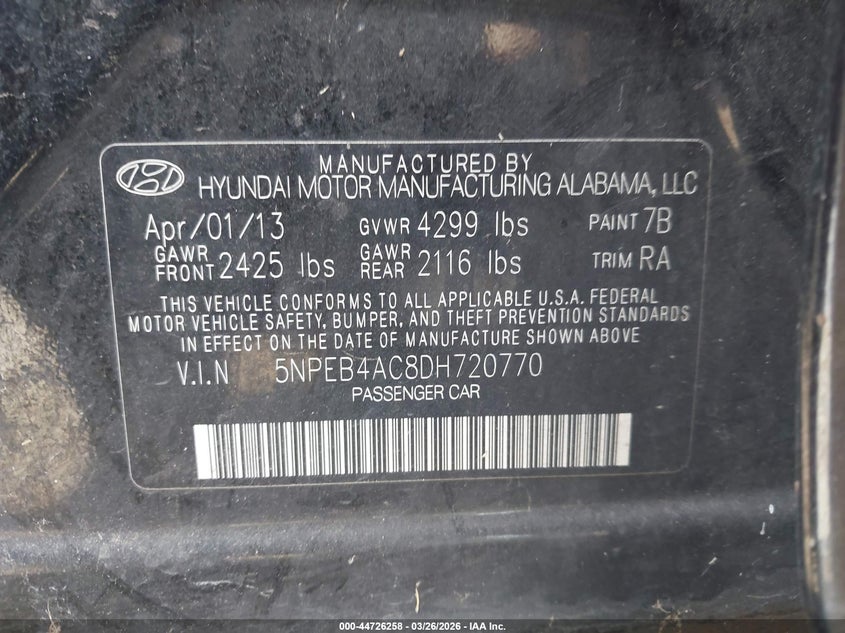 MANUFACTURED BY
HYUNDAI MOTOR MANUFACTURING ALABAMA, LLC
Apr/01/13 GVWR 4299 lbs PAINT 7B
GAWR FRONT 2425 lbs GAWR REAR 2116 lbs TRIM RA
THIS VEHICLE CONFORMS TO ALL APPLICABLE U.S.A. FEDERAL
MOTOR VEHICLE SAFETY, BUMPER, AND THEFT PREVENTION STANDARDS
IN EFFECT ON THE DATE OF MANUFACTURE SHOWN ABOVE
V.I.N 5NPEB4AC8DH720770
PASSENGER CAR
000-44726258 - 03/26/2026 - IAA Inc.